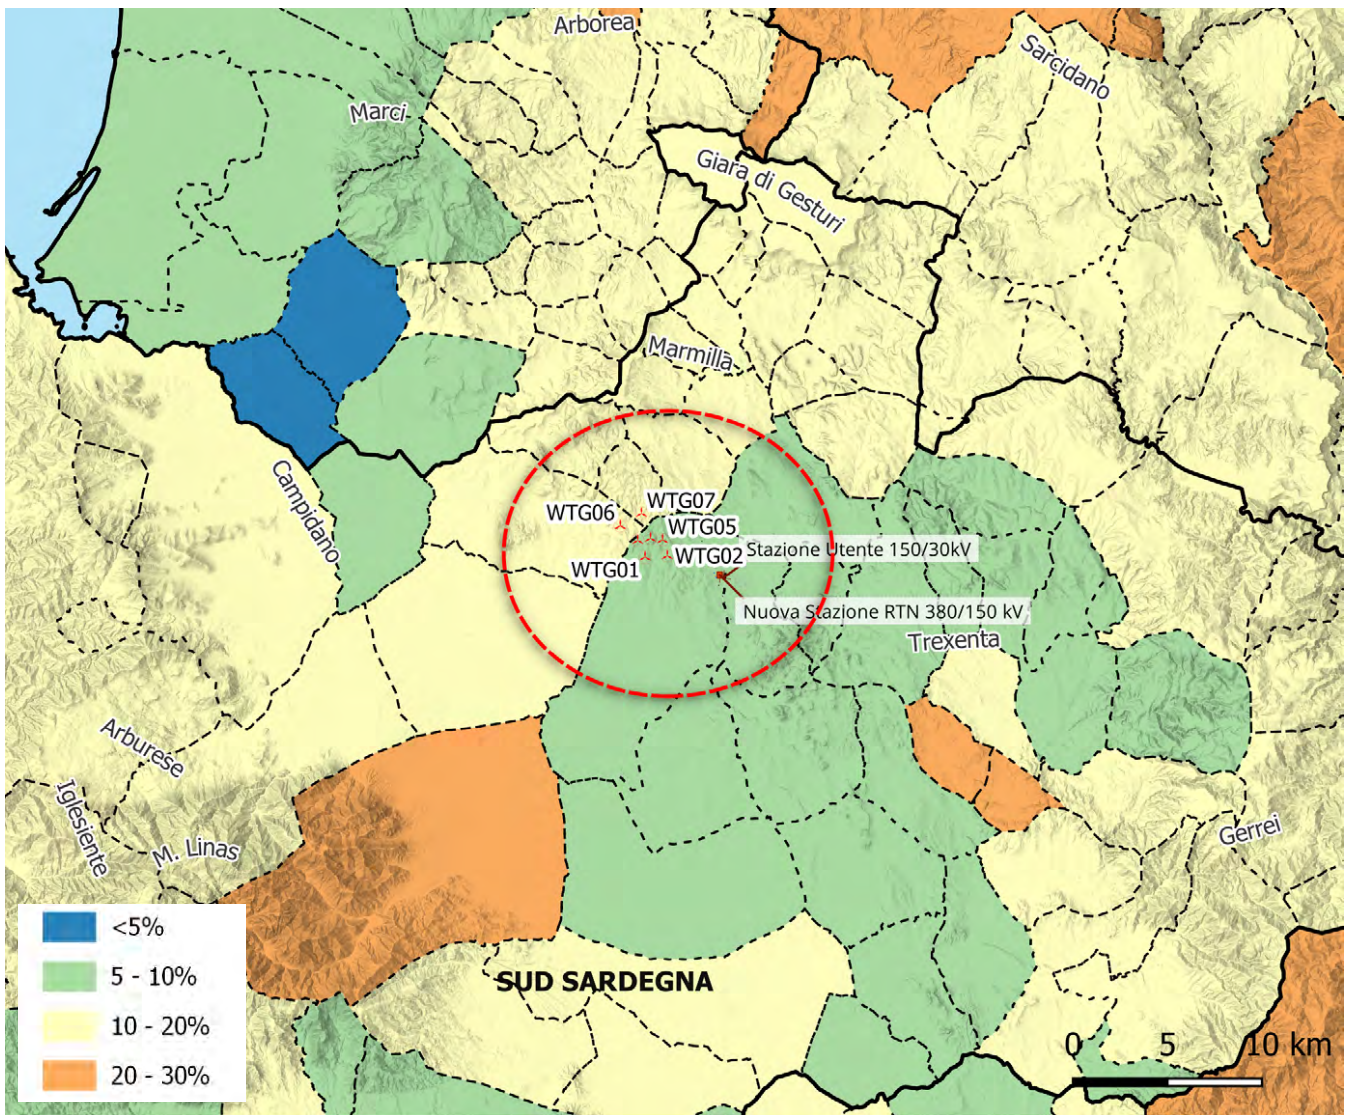 Arborea
Sarcidano
Marci
Giara di Gesturi
Marmilla
Campidano
WTG07
WTG06
WTG05
Stazione Utente 150/30kV
WTG02
WTG01
Nuova Stazione RTN 380/150 kV
Trexenta
Arburese
Iglesiente
M. Linas
Gerrei
SUD SARDEGNA
<5%
5 - 10%
10 - 20%
20 - 30%
0 5 10 km